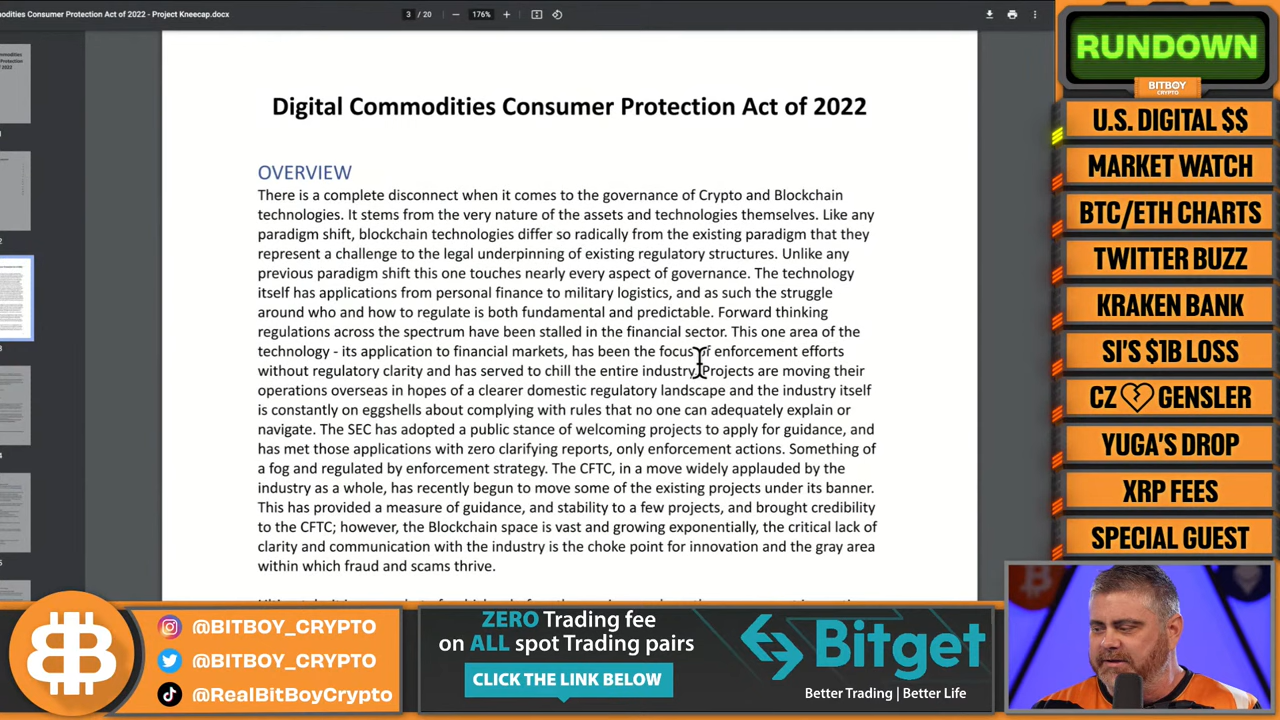 odities Consumer Protection Act of 2022 - Project Kneecap.docx
3 / 20
176%
Digital Commodities Consumer Protection Act of 2022
OVERVIEW
There is a complete disconnect when it comes to the governance of Crypto and Blockchain
technologies. It stems from the very nature of the assets and technologies themselves. Like any
paradigm shift, blockchain technologies differ so radically from the existing paradigm that they
represent a challenge to the legal underpinning of existing regulatory structures. Unlike any
previous paradigm shift this one touches nearly every aspect of governance. The technology
itself has applications from personal finance to military logistics, and as such the struggle
around who and how to regulate is both fundamental and predictable. Forward thinking
regulations across the spectrum have been stalled in the financial sector. This one area of the
technology - its application to financial markets, has been the focus of enforcement efforts
without regulatory clarity and has served to chill the entire industry. Projects are moving their
operations overseas in hopes of a clearer domestic regulatory landscape and the industry itself
is constantly on eggshells about complying with rules that no one can adequately explain or
navigate. The SEC has adopted a public stance of welcoming projects to apply for guidance, and
has met those applications with zero clarifying reports, only enforcement actions. Something of
a fog and regulated by enforcement strategy. The CFTC, in a move widely applauded by the
industry as a whole, has recently begun to move some of the existing projects under its banner.
This has provided a measure of guidance, and stability to a few projects, and brought credibility
to the CFTC; however, the Blockchain space is vast and growing exponentially, the critical lack of
clarity and communication with the industry is the choke point for innovation and the gray area
within which fraud and scams thrive.
RUNDOWN
BITBOY
CRYPTO
U.S. DIGITAL $$
MARKET WATCH
BTC/ETH CHARTS
TWITTER BUZZ
KRAKEN BANK
SI'S $1B LOSS
CZ GENSLER
YUGA'S DROP
XRP FEES
SPECIAL GUEST
@BITBOY_CRYPTO
@BITBOY_CRYPTO
@RealBitBoyCrypto
ZERO Trading fee
on ALL spot Trading pairs
CLICK THE LINK BELOW
Bitget
Better Trading | Better Life